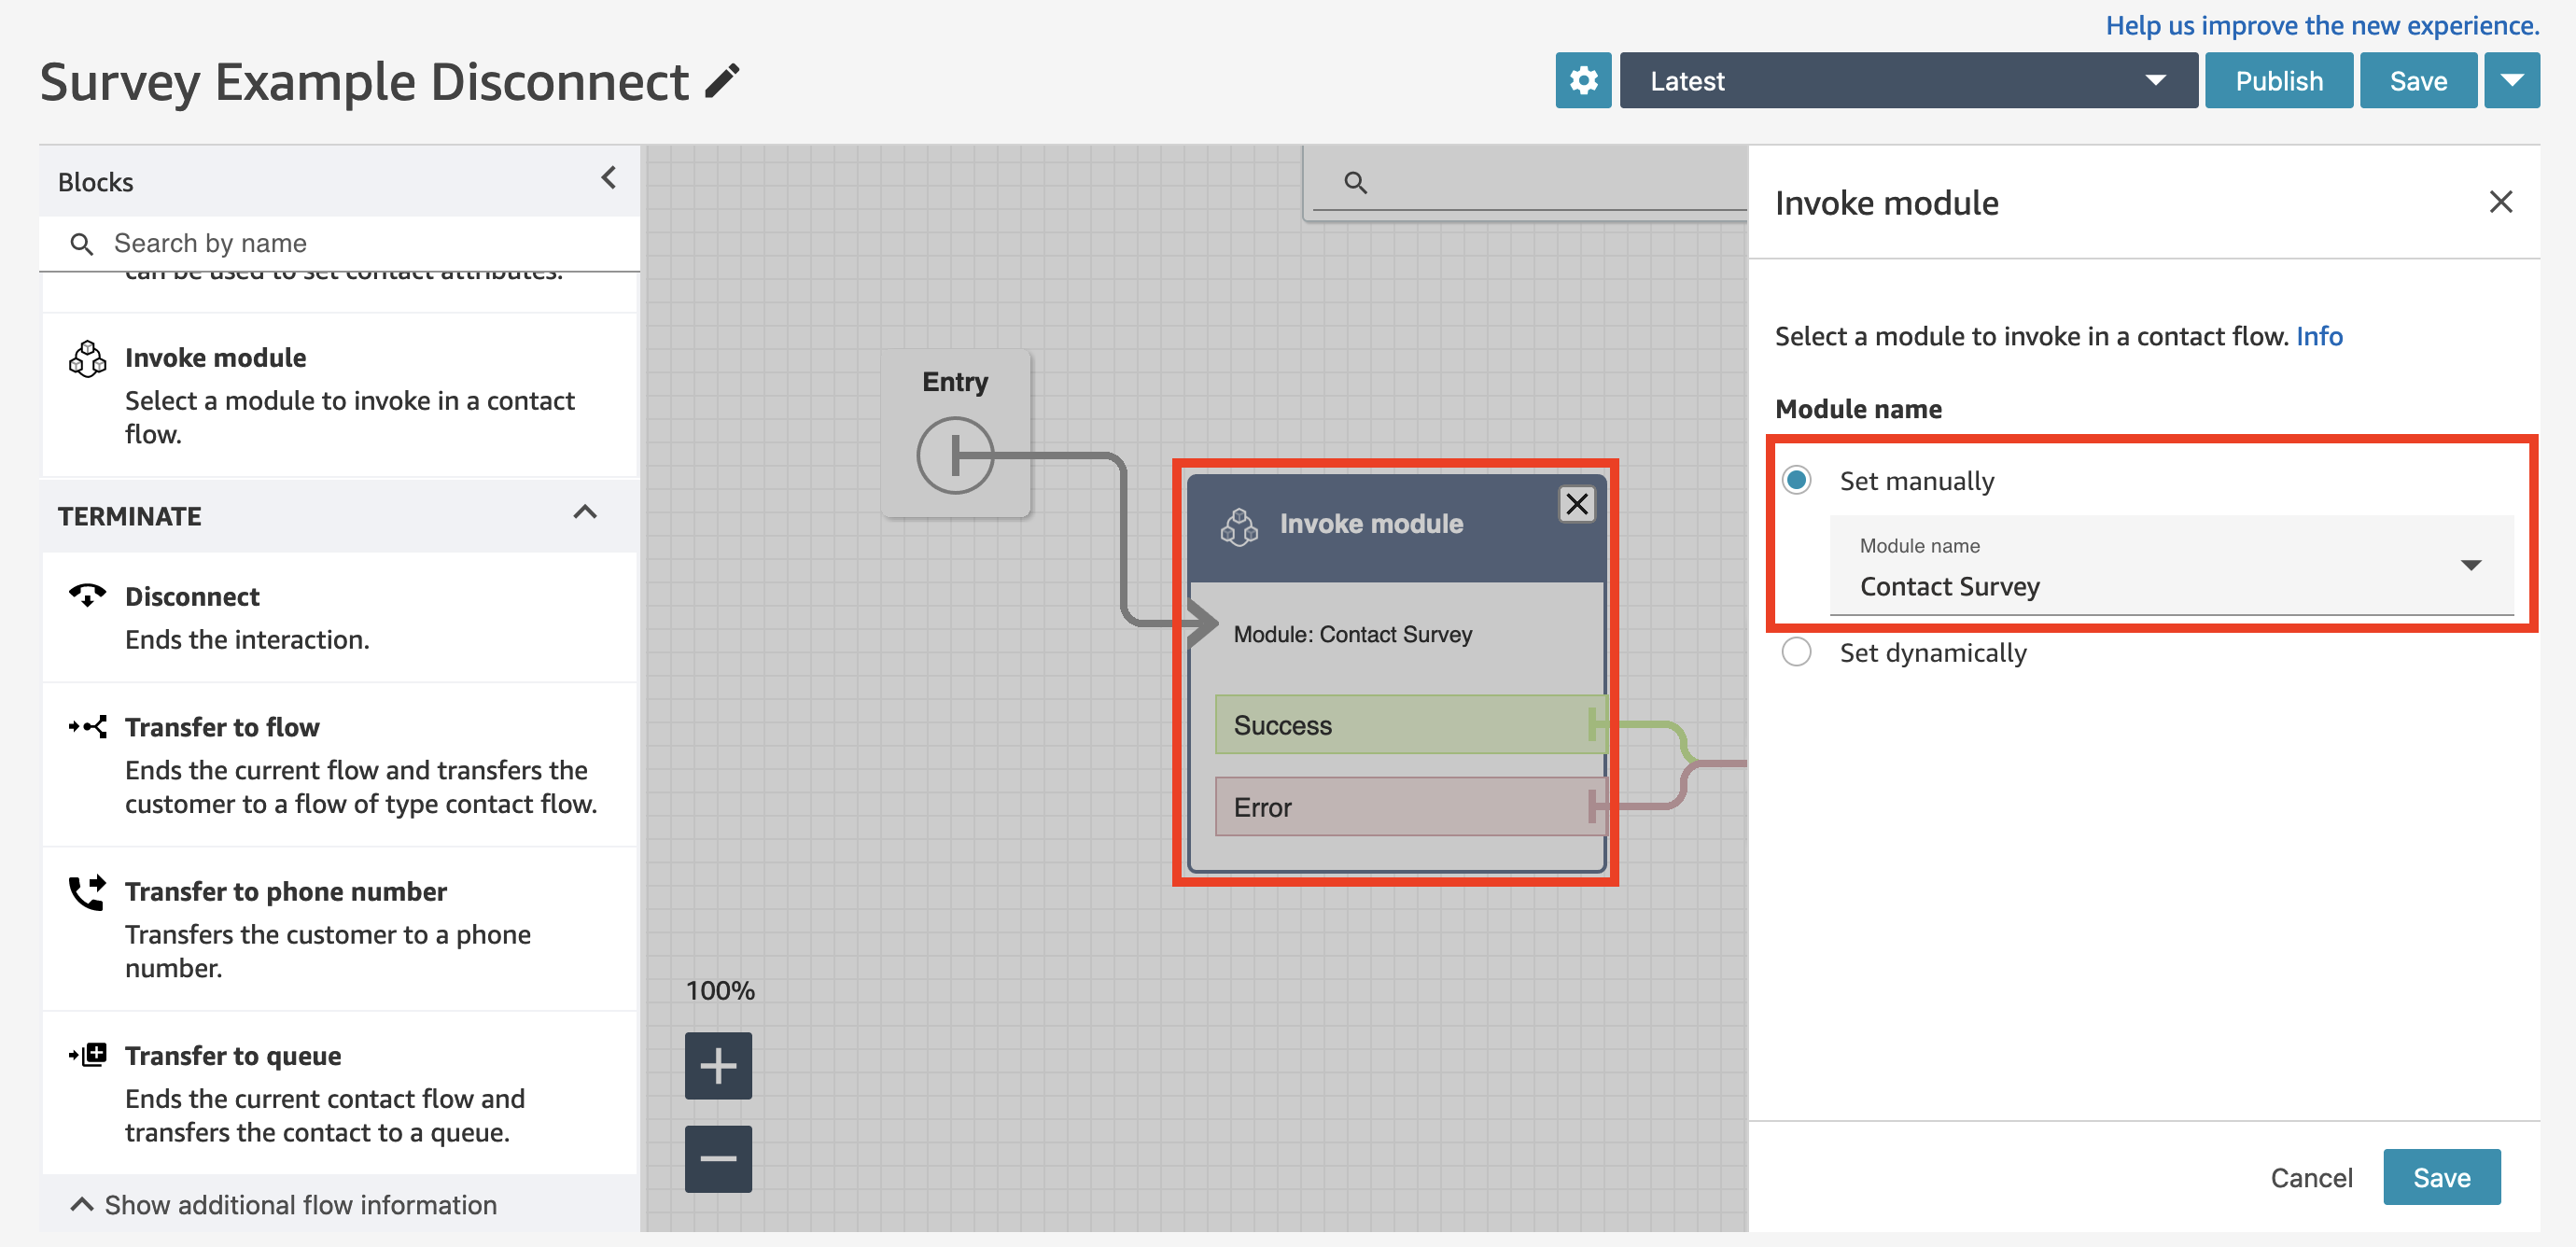 Help us improve the new experience.
Survey Example Disconnect
Latest
Publish
Save
Blocks
Search by name
can be used to set contact attributes.
Invoke module
Select a module to invoke in a contact
flow.
TERMINATE
Disconnect
Ends the interaction.
Transfer to flow
Ends the current flow and transfers the
customer to a flow of type contact flow.
Transfer to phone number
Transfers the customer to a phone
number.
Transfer to queue
Ends the current contact flow and
transfers the contact to a queue.
Show additional flow information
Entry
Invoke module
Module: Contact Survey
Success
Error
100%
Invoke module
Select a module to invoke in a contact flow. Info
Module name
Set manually
Module name
Contact Survey
Set dynamically
Cancel
Save